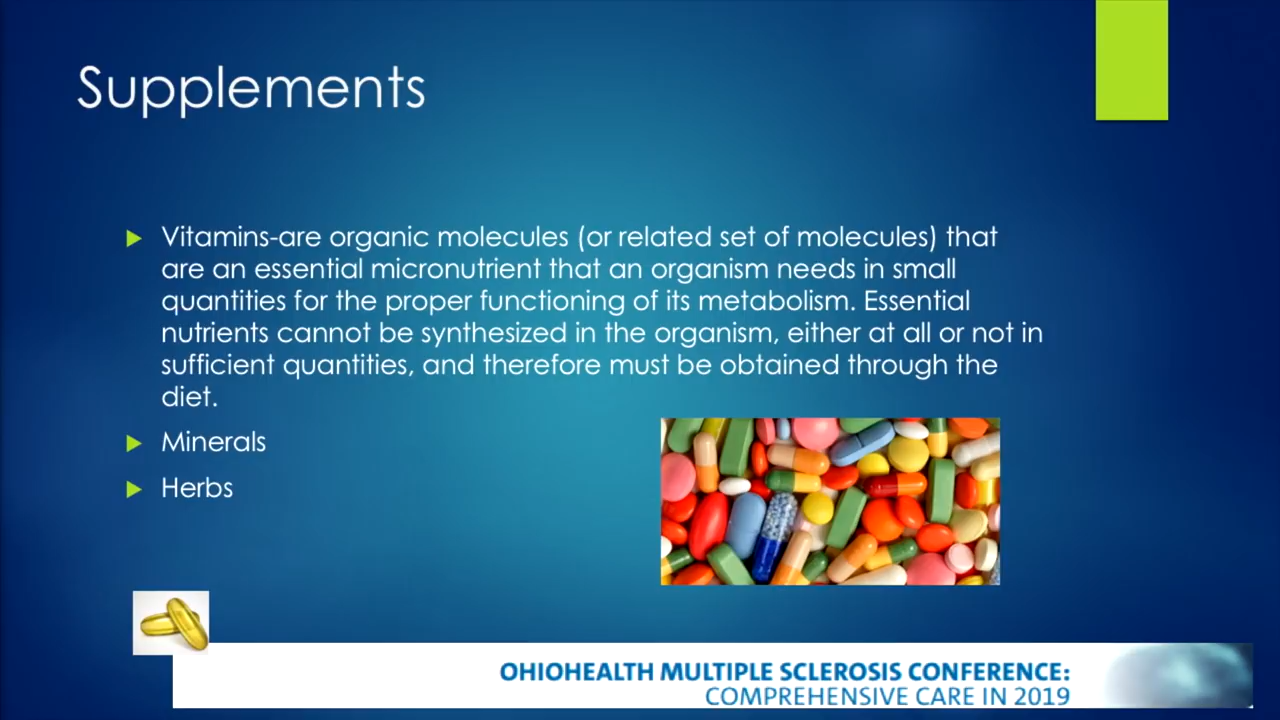 Supplements
Vitamins-are organic molecules (or related set of molecules) that
are an essential micronutrient that an organism needs in small
quantities for the proper functioning of its metabolism. Essential
nutrients cannot be synthesized in the organism, either at all or not in
sufficient quantities, and therefore must be obtained through the
diet.
Minerals
Herbs
OHIOHEALTH MULTIPLE SCLEROSIS CONFERENCE:
COMPREHENSIVE CARE IN 2019